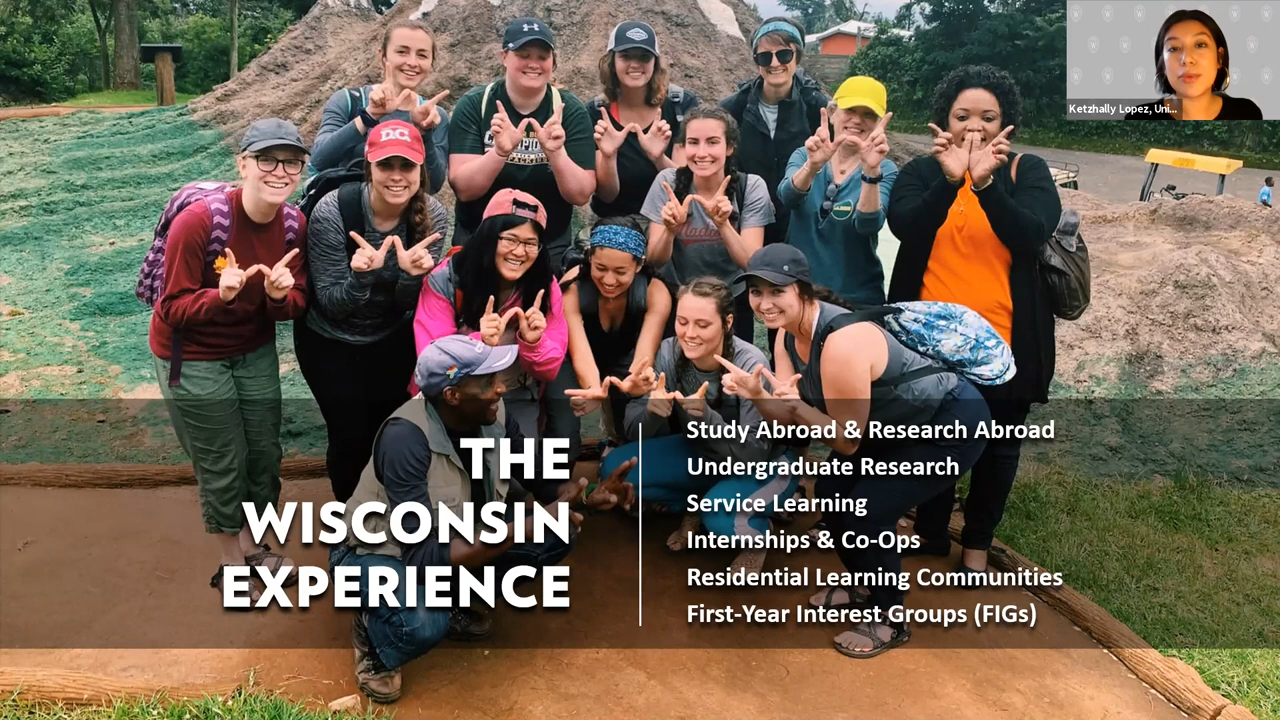 D.C.
Ketzhally Lopez, Uni...
THE
WISCONSIN
EXPERIENCE
Study Abroad & Research Abroad
Undergraduate Research
Service Learning
Internships & Co-Ops
Residential Learning Communities
First-Year Interest Groups (FIGs)